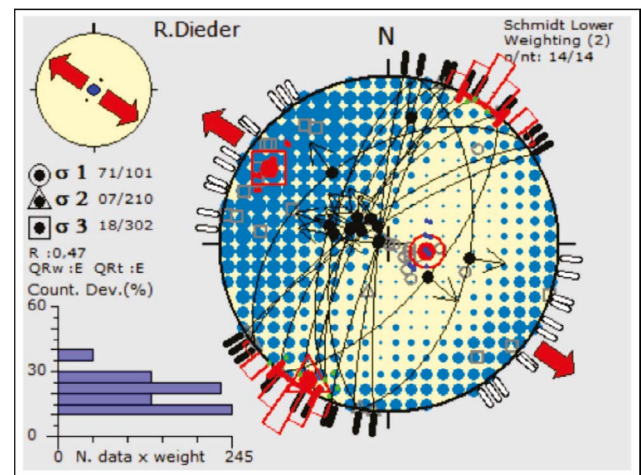 R.Dieder
N
Schmidt Lower
Weighting (2)
n/nt: 14/14
σ 1 71/101
σ 2 07/210
σ 3 18/302
R :0,47
QRw :E QRt :E
Count. Dev.(%)
60
30
0
0 N. data x weight 245